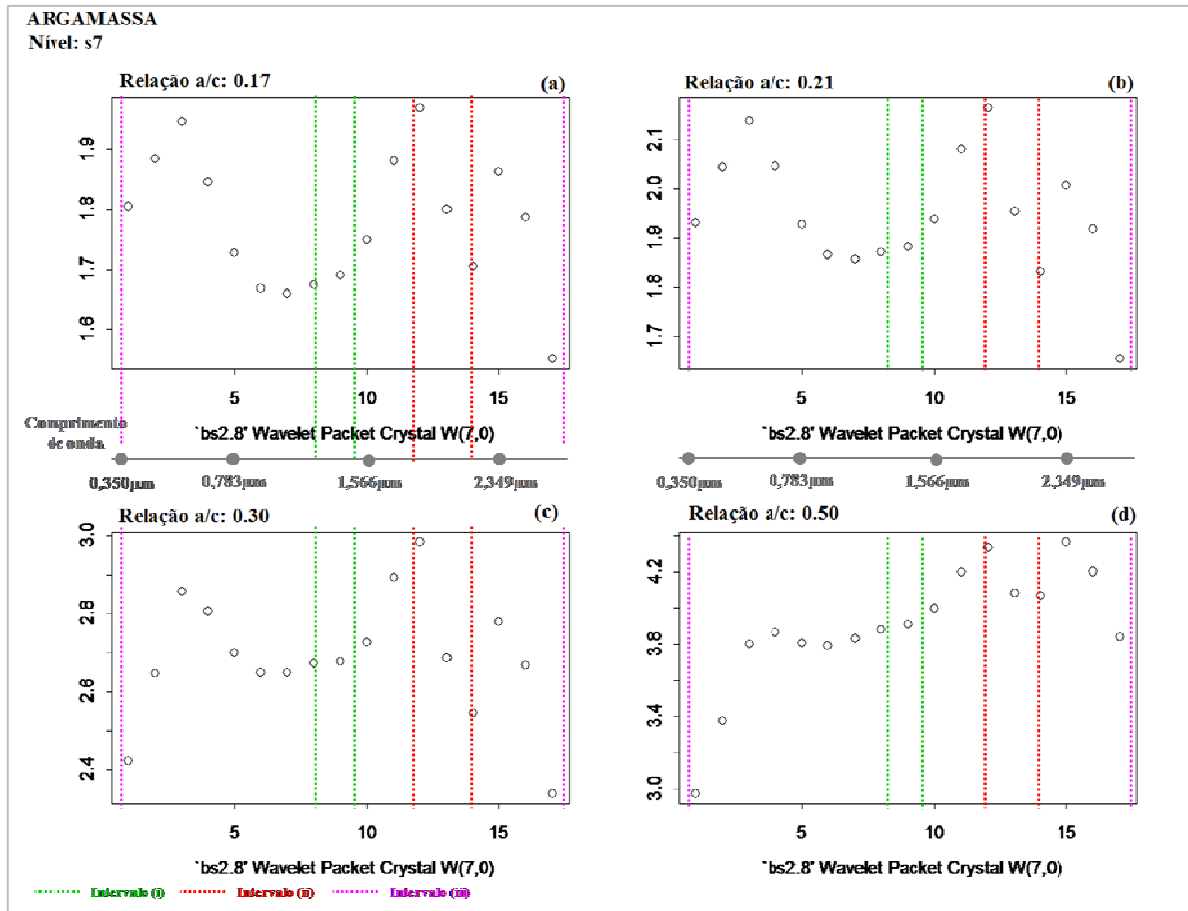 ARGAMASSA
Nível: s7
Relação a/c: 0.17 (a)
1.9
1.8
1.7
1.6
5 10 15
`bs2.8' Wavelet Packet Crystal W(7,0)
Relação a/c: 0.21 (b)
2.1
2.0
1.9
1.8
1.7
5 10 15
`bs2.8' Wavelet Packet Crystal W(7,0)
Comprimento
de onda
0,350µm 0,783µm 1,566µm 2,349µm
0,350µm 0,783µm 1,566µm 2,349µm
Relação a/c: 0.30 (c)
3.0
2.8
2.6
2.4
5 10 15
`bs2.8' Wavelet Packet Crystal W(7,0)
Relação a/c: 0.50 (d)
4.2
3.8
3.4
3.0
5 10 15
`bs2.8' Wavelet Packet Crystal W(7,0)
Intervalo (i) Intervalo (ii) Intervalo (iii)